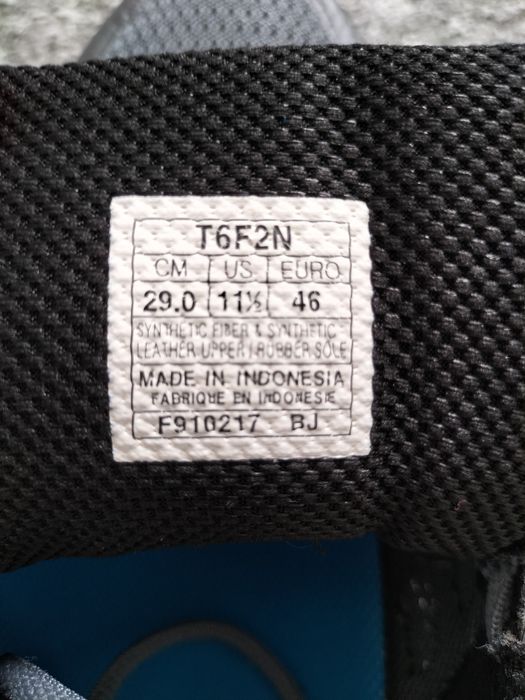 T6F2N
CM US EURO
29.0 11½ 46
SYNTHETIC FIBER & SYNTHETIC
LEATHER UPPER / RUBBER SOLE
MADE IN INDONESIA
FABRIQUE EN INDONESIE
F910217 BJ